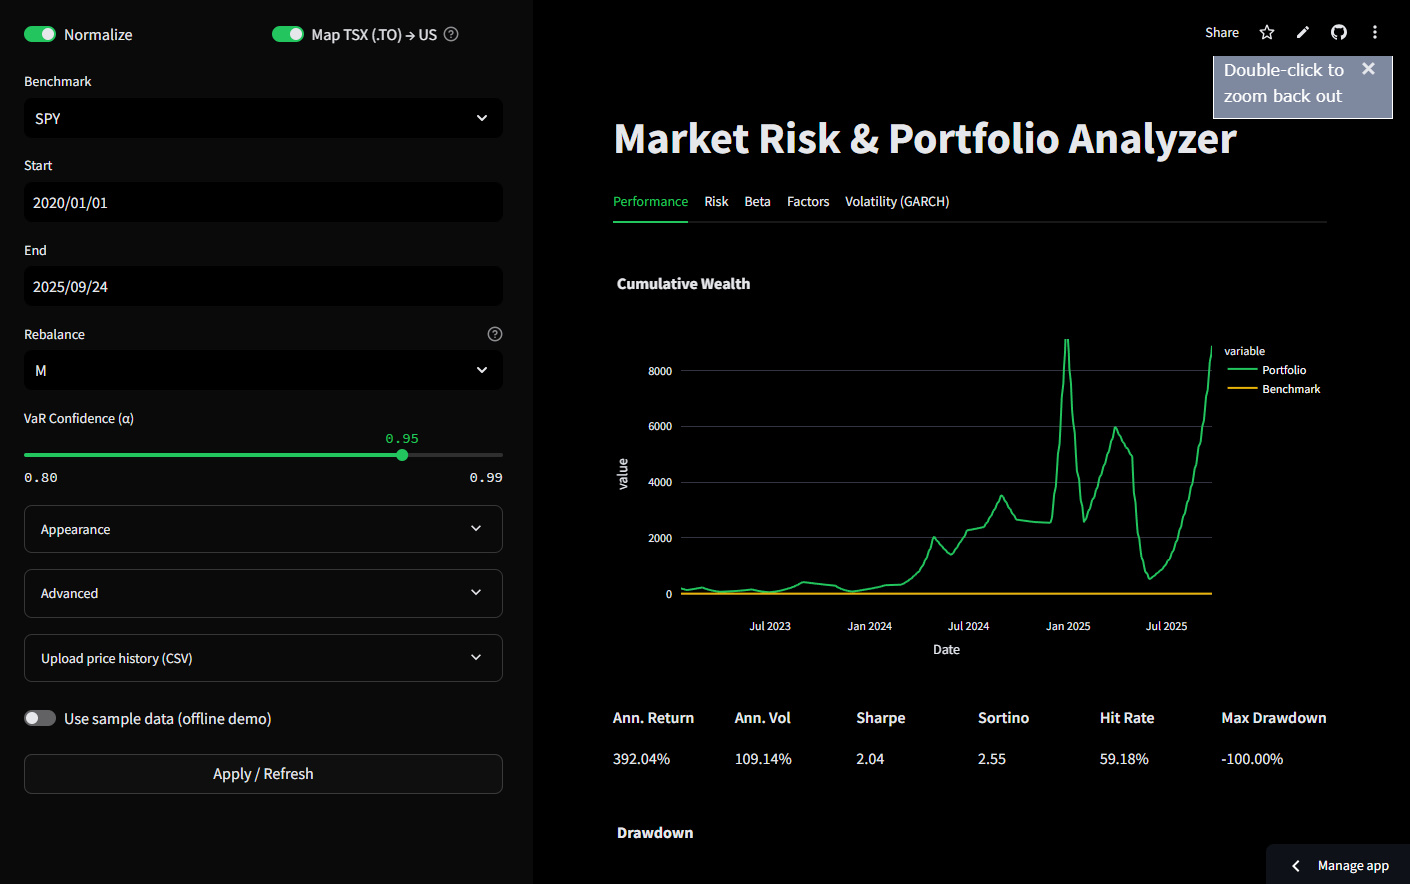 Normalize
Map TSX (.TO) → US
Benchmark
SPY
Start
2020/01/01
End
2025/09/24
Rebalance
M
VaR Confidence (α)
0.95
0.80
0.99
Appearance
Advanced
Upload price history (CSV)
Use sample data (offline demo)
Apply / Refresh
Share
Double-click to
zoom back out
Market Risk & Portfolio Analyzer
Performance Risk Beta Factors Volatility (GARCH)
Cumulative Wealth
variable
Portfolio
Benchmark
8000
6000
4000
2000
0
value
Jul 2023 Jan 2024 Jul 2024 Jan 2025 Jul 2025
Date
Ann. Return Ann. Vol Sharpe Sortino Hit Rate Max Drawdown
392.04% 109.14% 2.04 2.55 59.18% -100.00%
Drawdown
Manage app